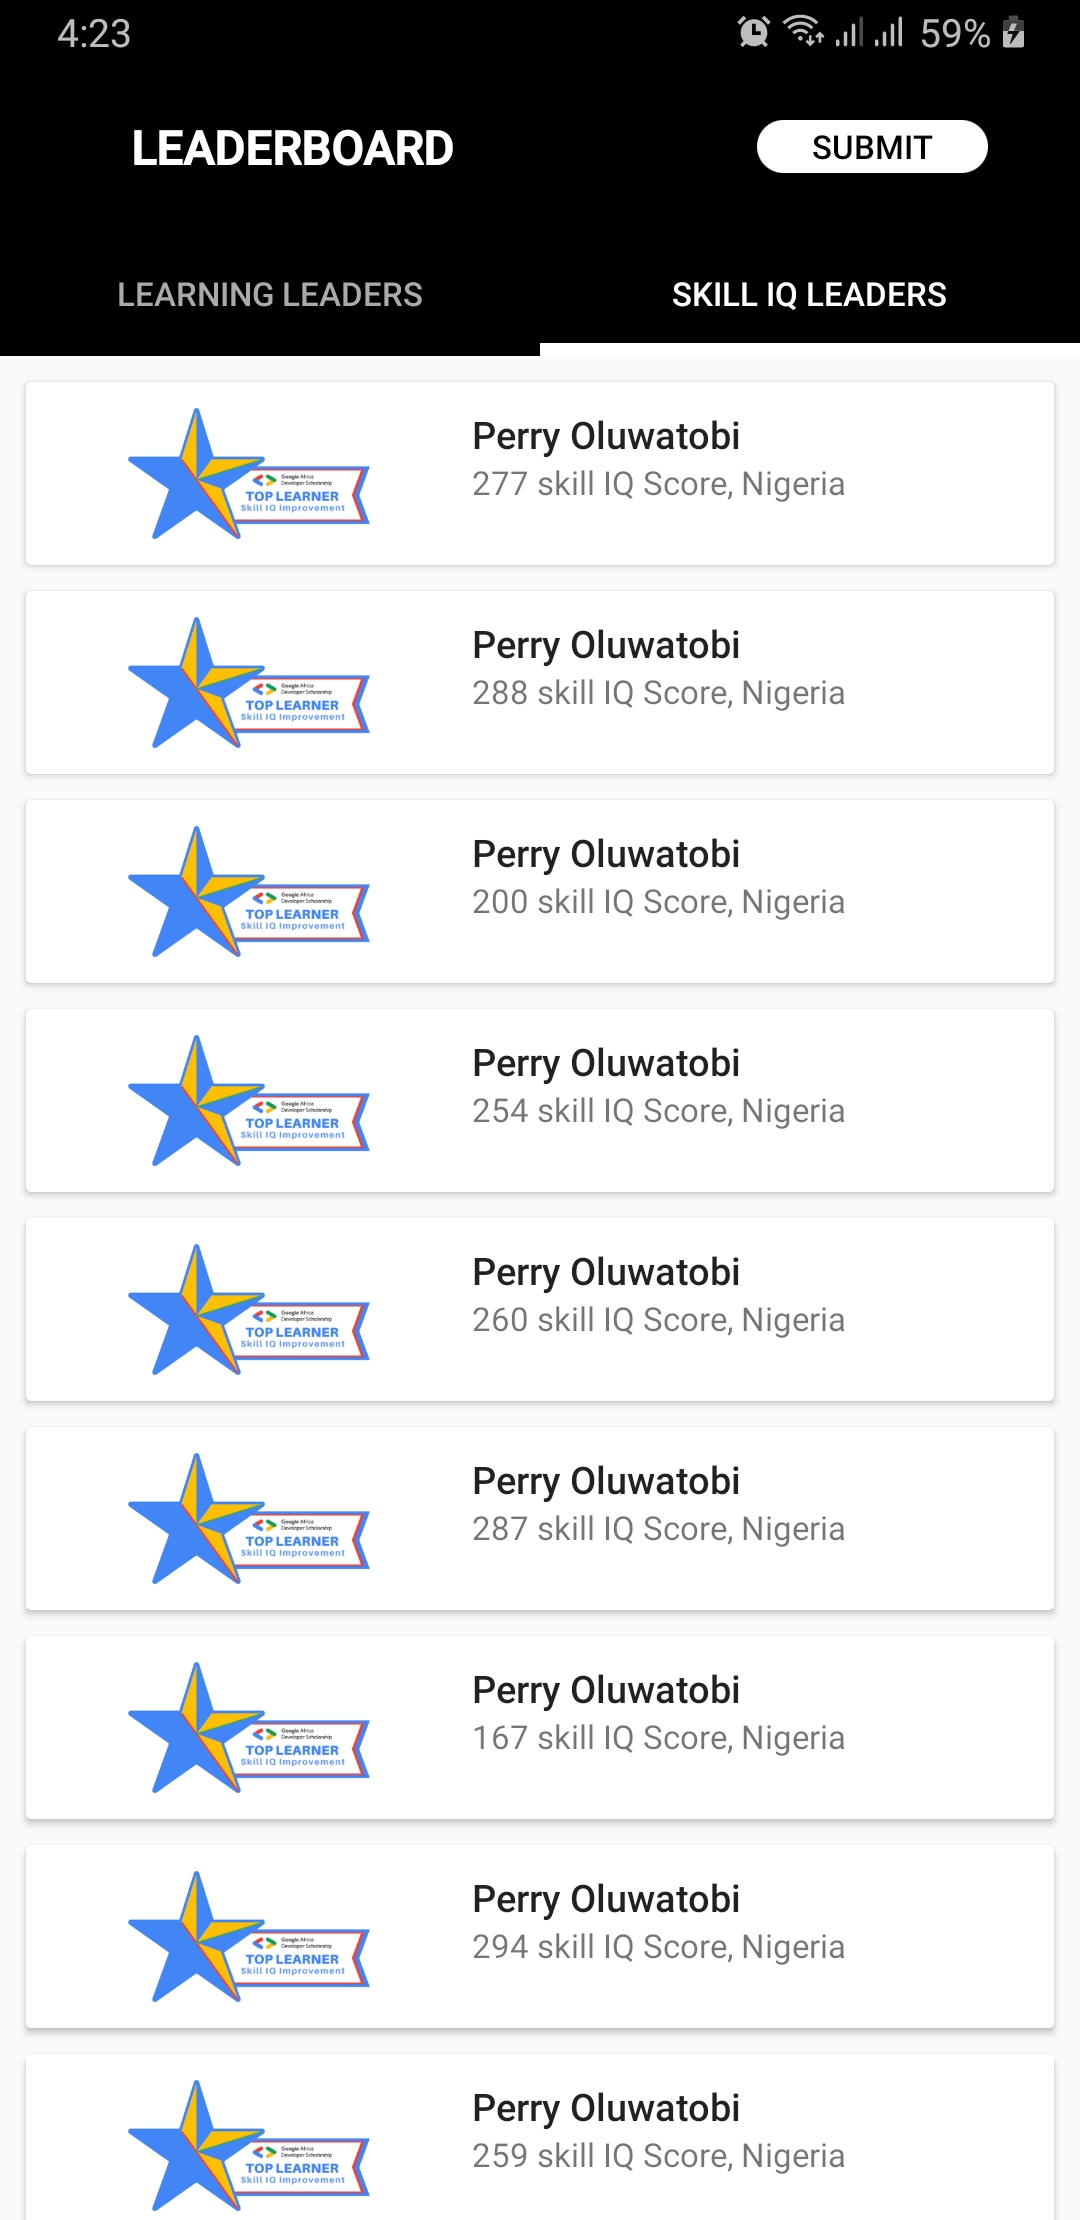 4:23
59%
LEADERBOARD
SUBMIT
LEARNING LEADERS
SKILL IQ LEADERS
Perry Oluwatobi
277 skill IQ Score, Nigeria
Google Africa
Developer Scholarship
TOP LEARNER
Skill IQ Improvement
Perry Oluwatobi
288 skill IQ Score, Nigeria
Google Africa
Developer Scholarship
TOP LEARNER
Skill IQ Improvement
Perry Oluwatobi
200 skill IQ Score, Nigeria
Google Africa
Developer Scholarship
TOP LEARNER
Skill IQ Improvement
Perry Oluwatobi
254 skill IQ Score, Nigeria
Google Africa
Developer Scholarship
TOP LEARNER
Skill IQ Improvement
Perry Oluwatobi
260 skill IQ Score, Nigeria
Google Africa
Developer Scholarship
TOP LEARNER
Skill IQ Improvement
Perry Oluwatobi
287 skill IQ Score, Nigeria
Google Africa
Developer Scholarship
TOP LEARNER
Skill IQ Improvement
Perry Oluwatobi
167 skill IQ Score, Nigeria
Google Africa
Developer Scholarship
TOP LEARNER
Skill IQ Improvement
Perry Oluwatobi
294 skill IQ Score, Nigeria
Google Africa
Developer Scholarship
TOP LEARNER
Skill IQ Improvement
Perry Oluwatobi
259 skill IQ Score, Nigeria
Google Africa
Developer Scholarship
TOP LEARNER
Skill IQ Improvement